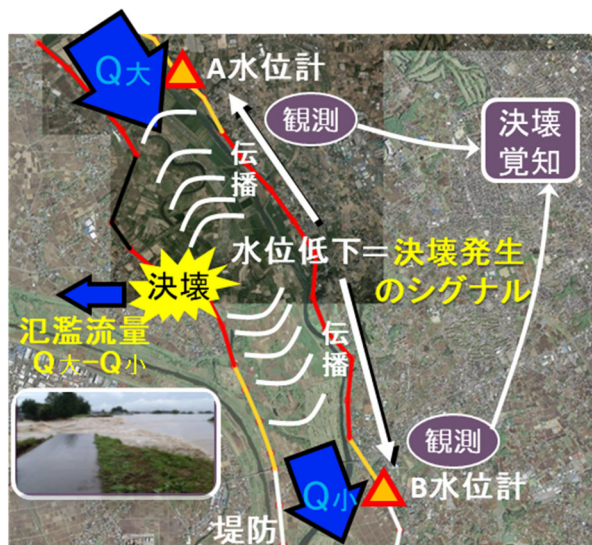 Q大
A水位計
観測
決壊
覚知
伝播
水位低下＝決壊発生
のシグナル
決壊
氾濫流量
Q大－Q小
伝播
観測
Q小
B水位計
堤防